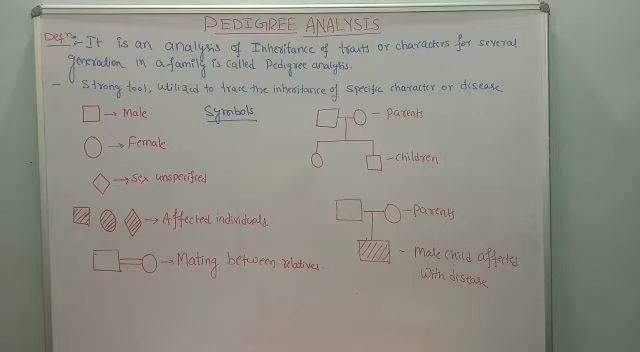 PEDIGREE ANALYSIS
Defn:- It is an analysis of Inheritance of traits or characters for several
generation in a family is called Pedigree analysis.
- Strong tool, utilized to trace the inheritance of specific character or disease
Symbols
→ Male
→ Female
→ Sex unspecified
→ Affected individuals
→ Mating between relatives.
- Parents
- children
- parents
- Male child affected
with disease